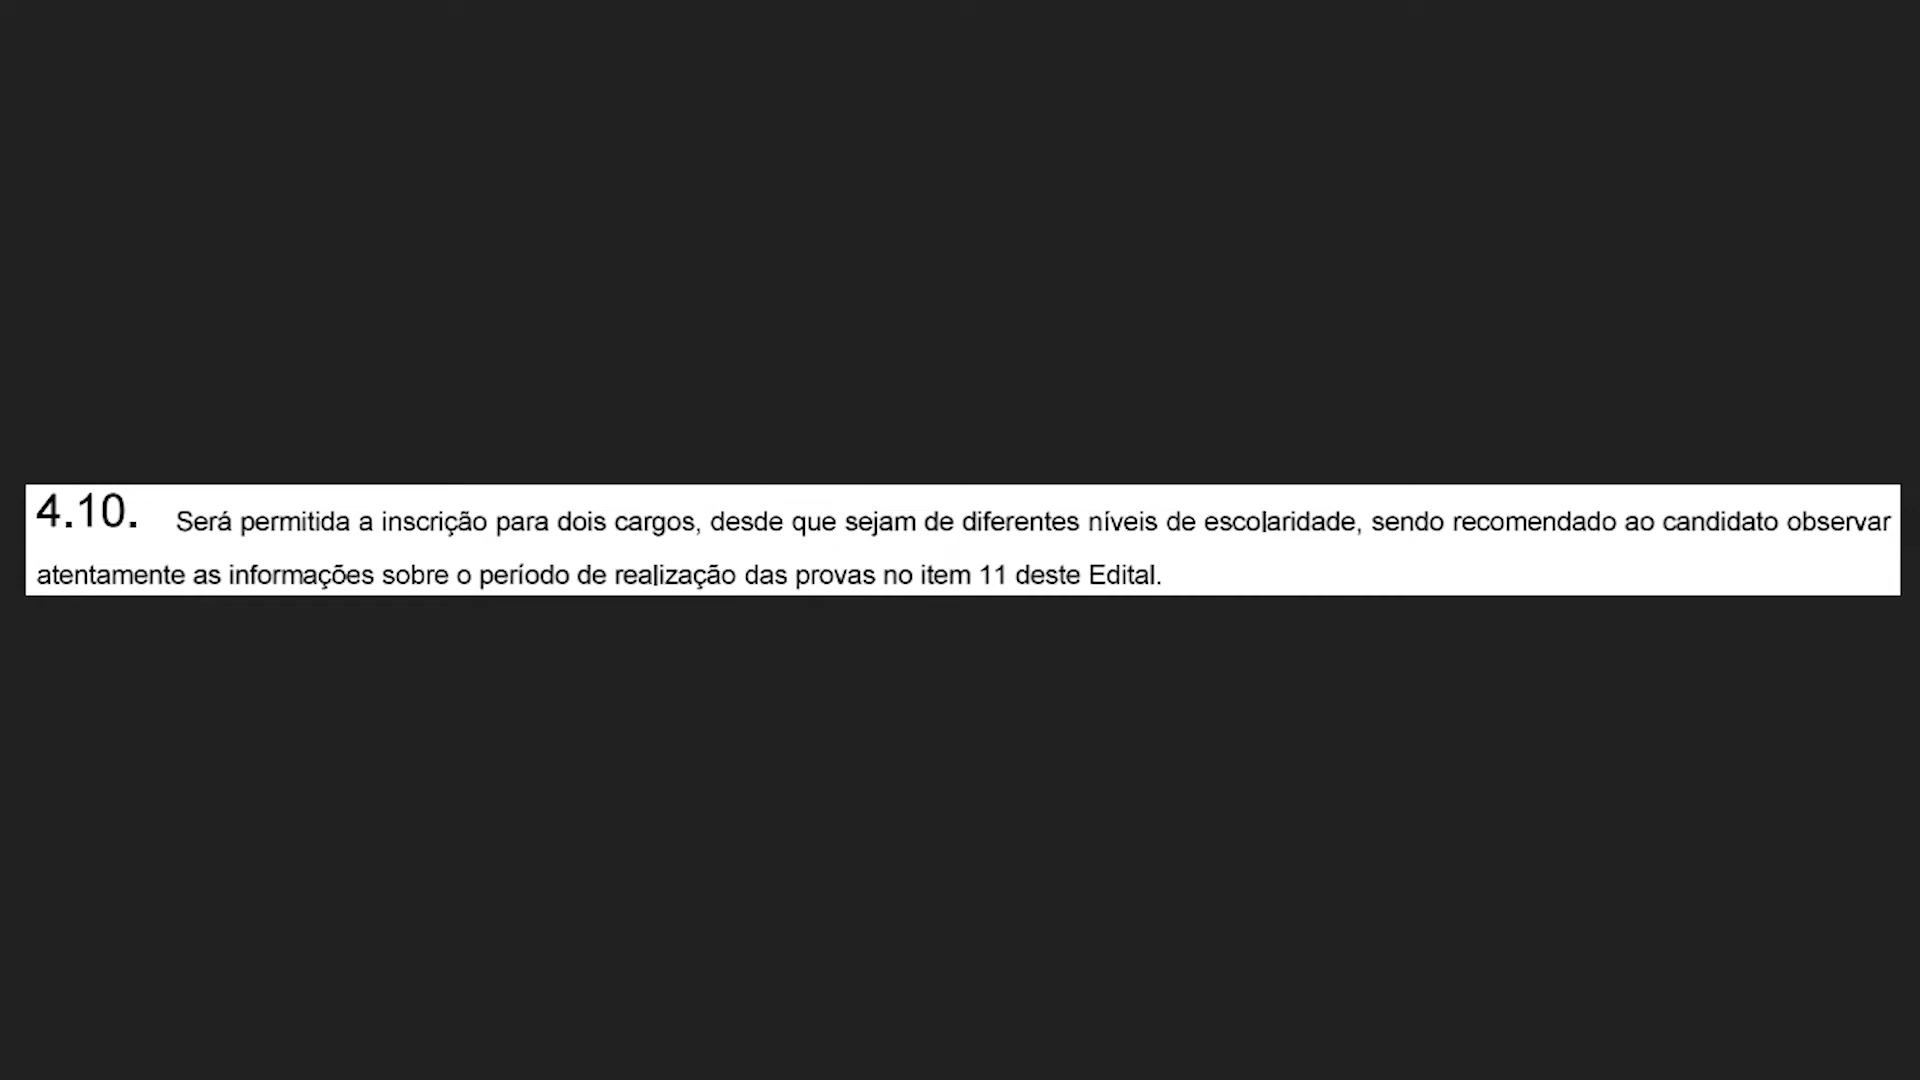 4.10. Será permitida a inscrição para dois cargos, desde que sejam de diferentes níveis de escolaridade, sendo recomendado ao candidato observar
atentamente as informações sobre o período de realização das provas no item 11 deste Edital.